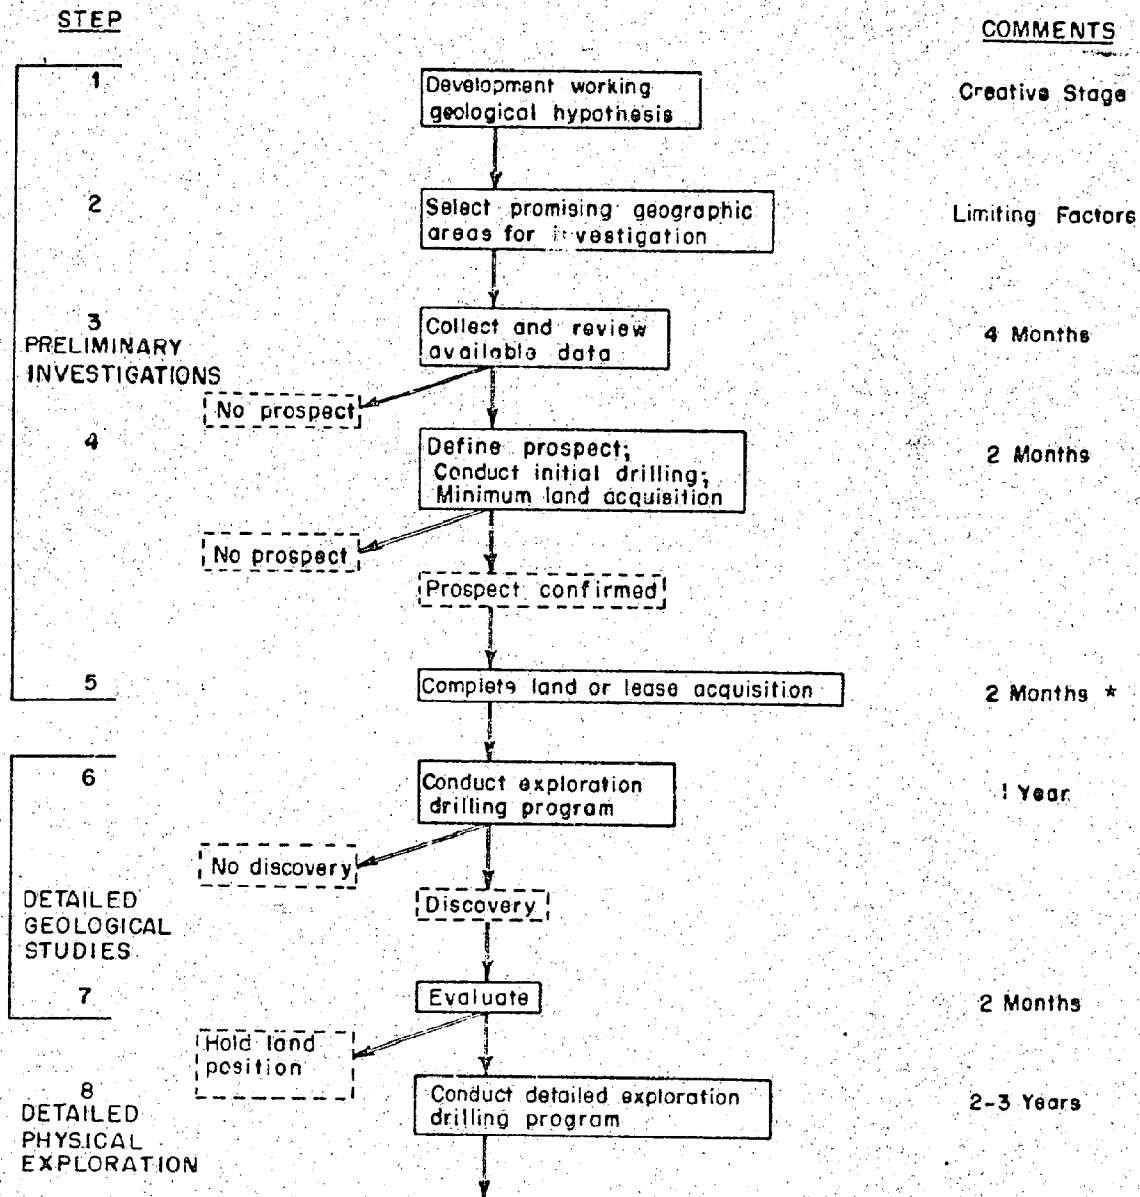 STEP
COMMENTS
1
Development working
geological hypothesis
Creative Stage
2
Select promising geographic
areas for investigation
Limiting Factors
3
PRELIMINARY
INVESTIGATIONS
Collect and review
available data
4 Months
No prospect
4
Define prospect;
Conduct initial drilling;
Minimum land acquisition
2 Months
No prospect
Prospect confirmed
5
Complete land or lease acquisition
2 Months *
6
Conduct exploration
drilling program
1 Year
No discovery
Discovery
DETAILED
GEOLOGICAL
STUDIES
7
Evaluate
2 Months
Hold land
position
8
DETAILED
PHYSICAL
EXPLORATION
Conduct detailed exploration
drilling program
2-3 Years